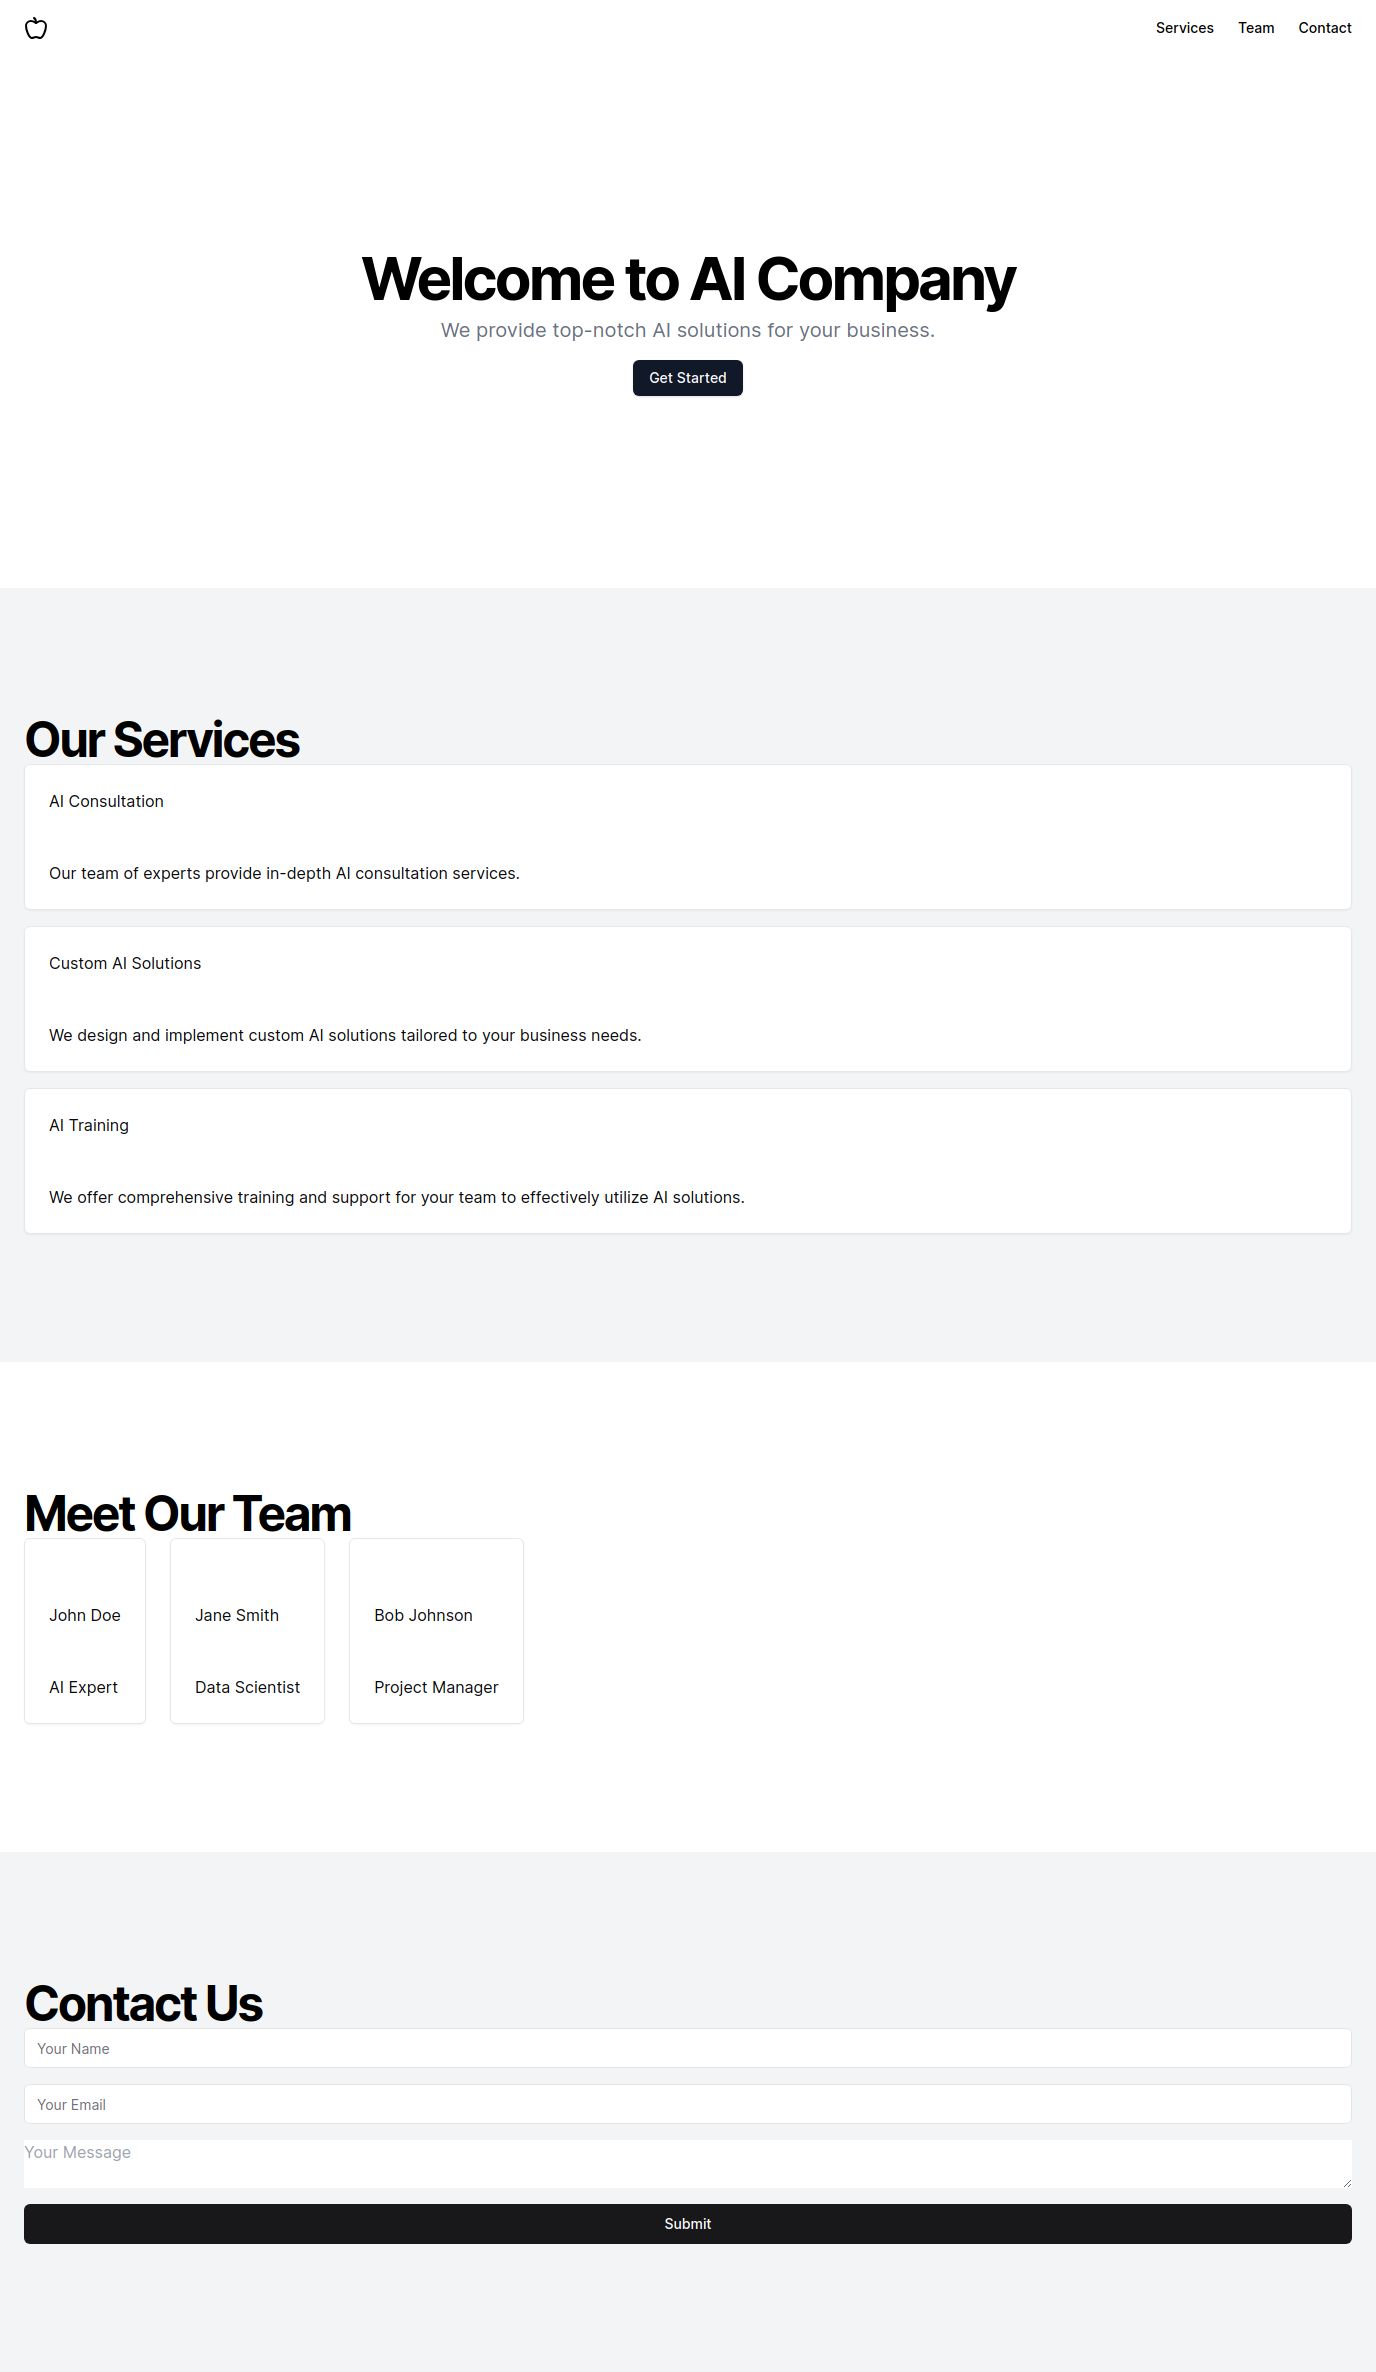 Services Team Contact
Welcome to AI Company
We provide top-notch AI solutions for your business.
Get Started
Our Services
AI Consultation
Our team of experts provide in-depth AI consultation services.
Custom AI Solutions
We design and implement custom AI solutions tailored to your business needs.
AI Training
We offer comprehensive training and support for your team to effectively utilize AI solutions.
Meet Our Team
John Doe
AI Expert
Jane Smith
Data Scientist
Bob Johnson
Project Manager
Contact Us
Your Name
Your Email
Your Message
Submit